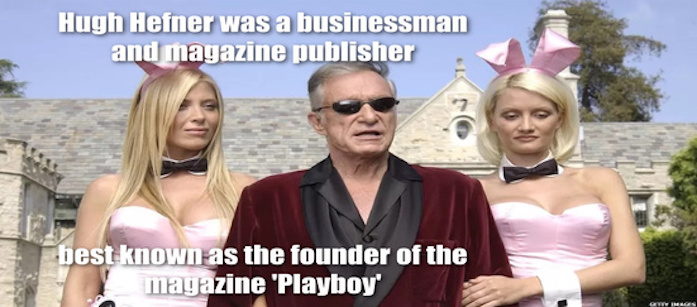 Hugh Hefner was a businessman
and magazine publisher
best known as the founder of the
magazine 'Playboy'
GETTY IMAGES